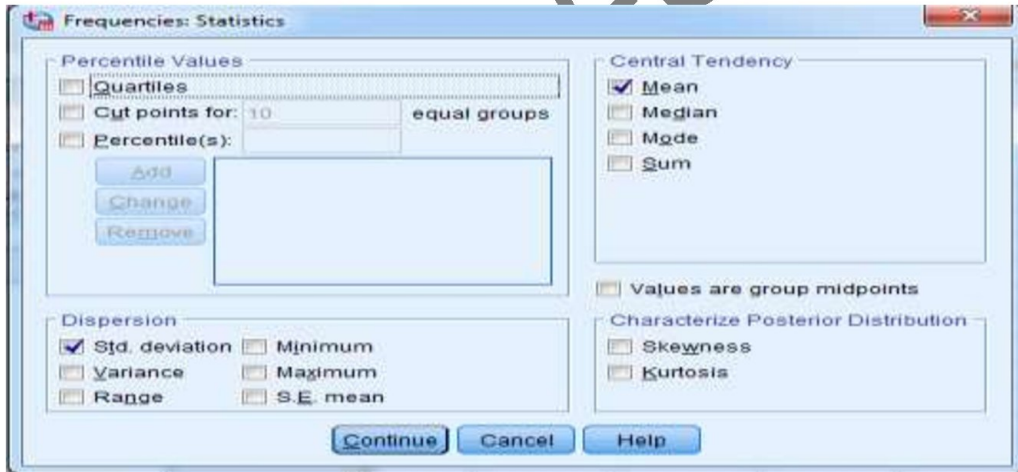 Frequencies: Statistics
Percentile Values
Quartiles
Cut points for: 10 equal groups
Percentile(s):
Add
Change
Remove
Central Tendency
Mean
Median
Mode
Sum
Values are group midpoints
Dispersion
Std. deviation Minimum
Variance Maximum
Range S.E. mean
Characterize Posterior Distribution
Skewness
Kurtosis
Continue Cancel Help